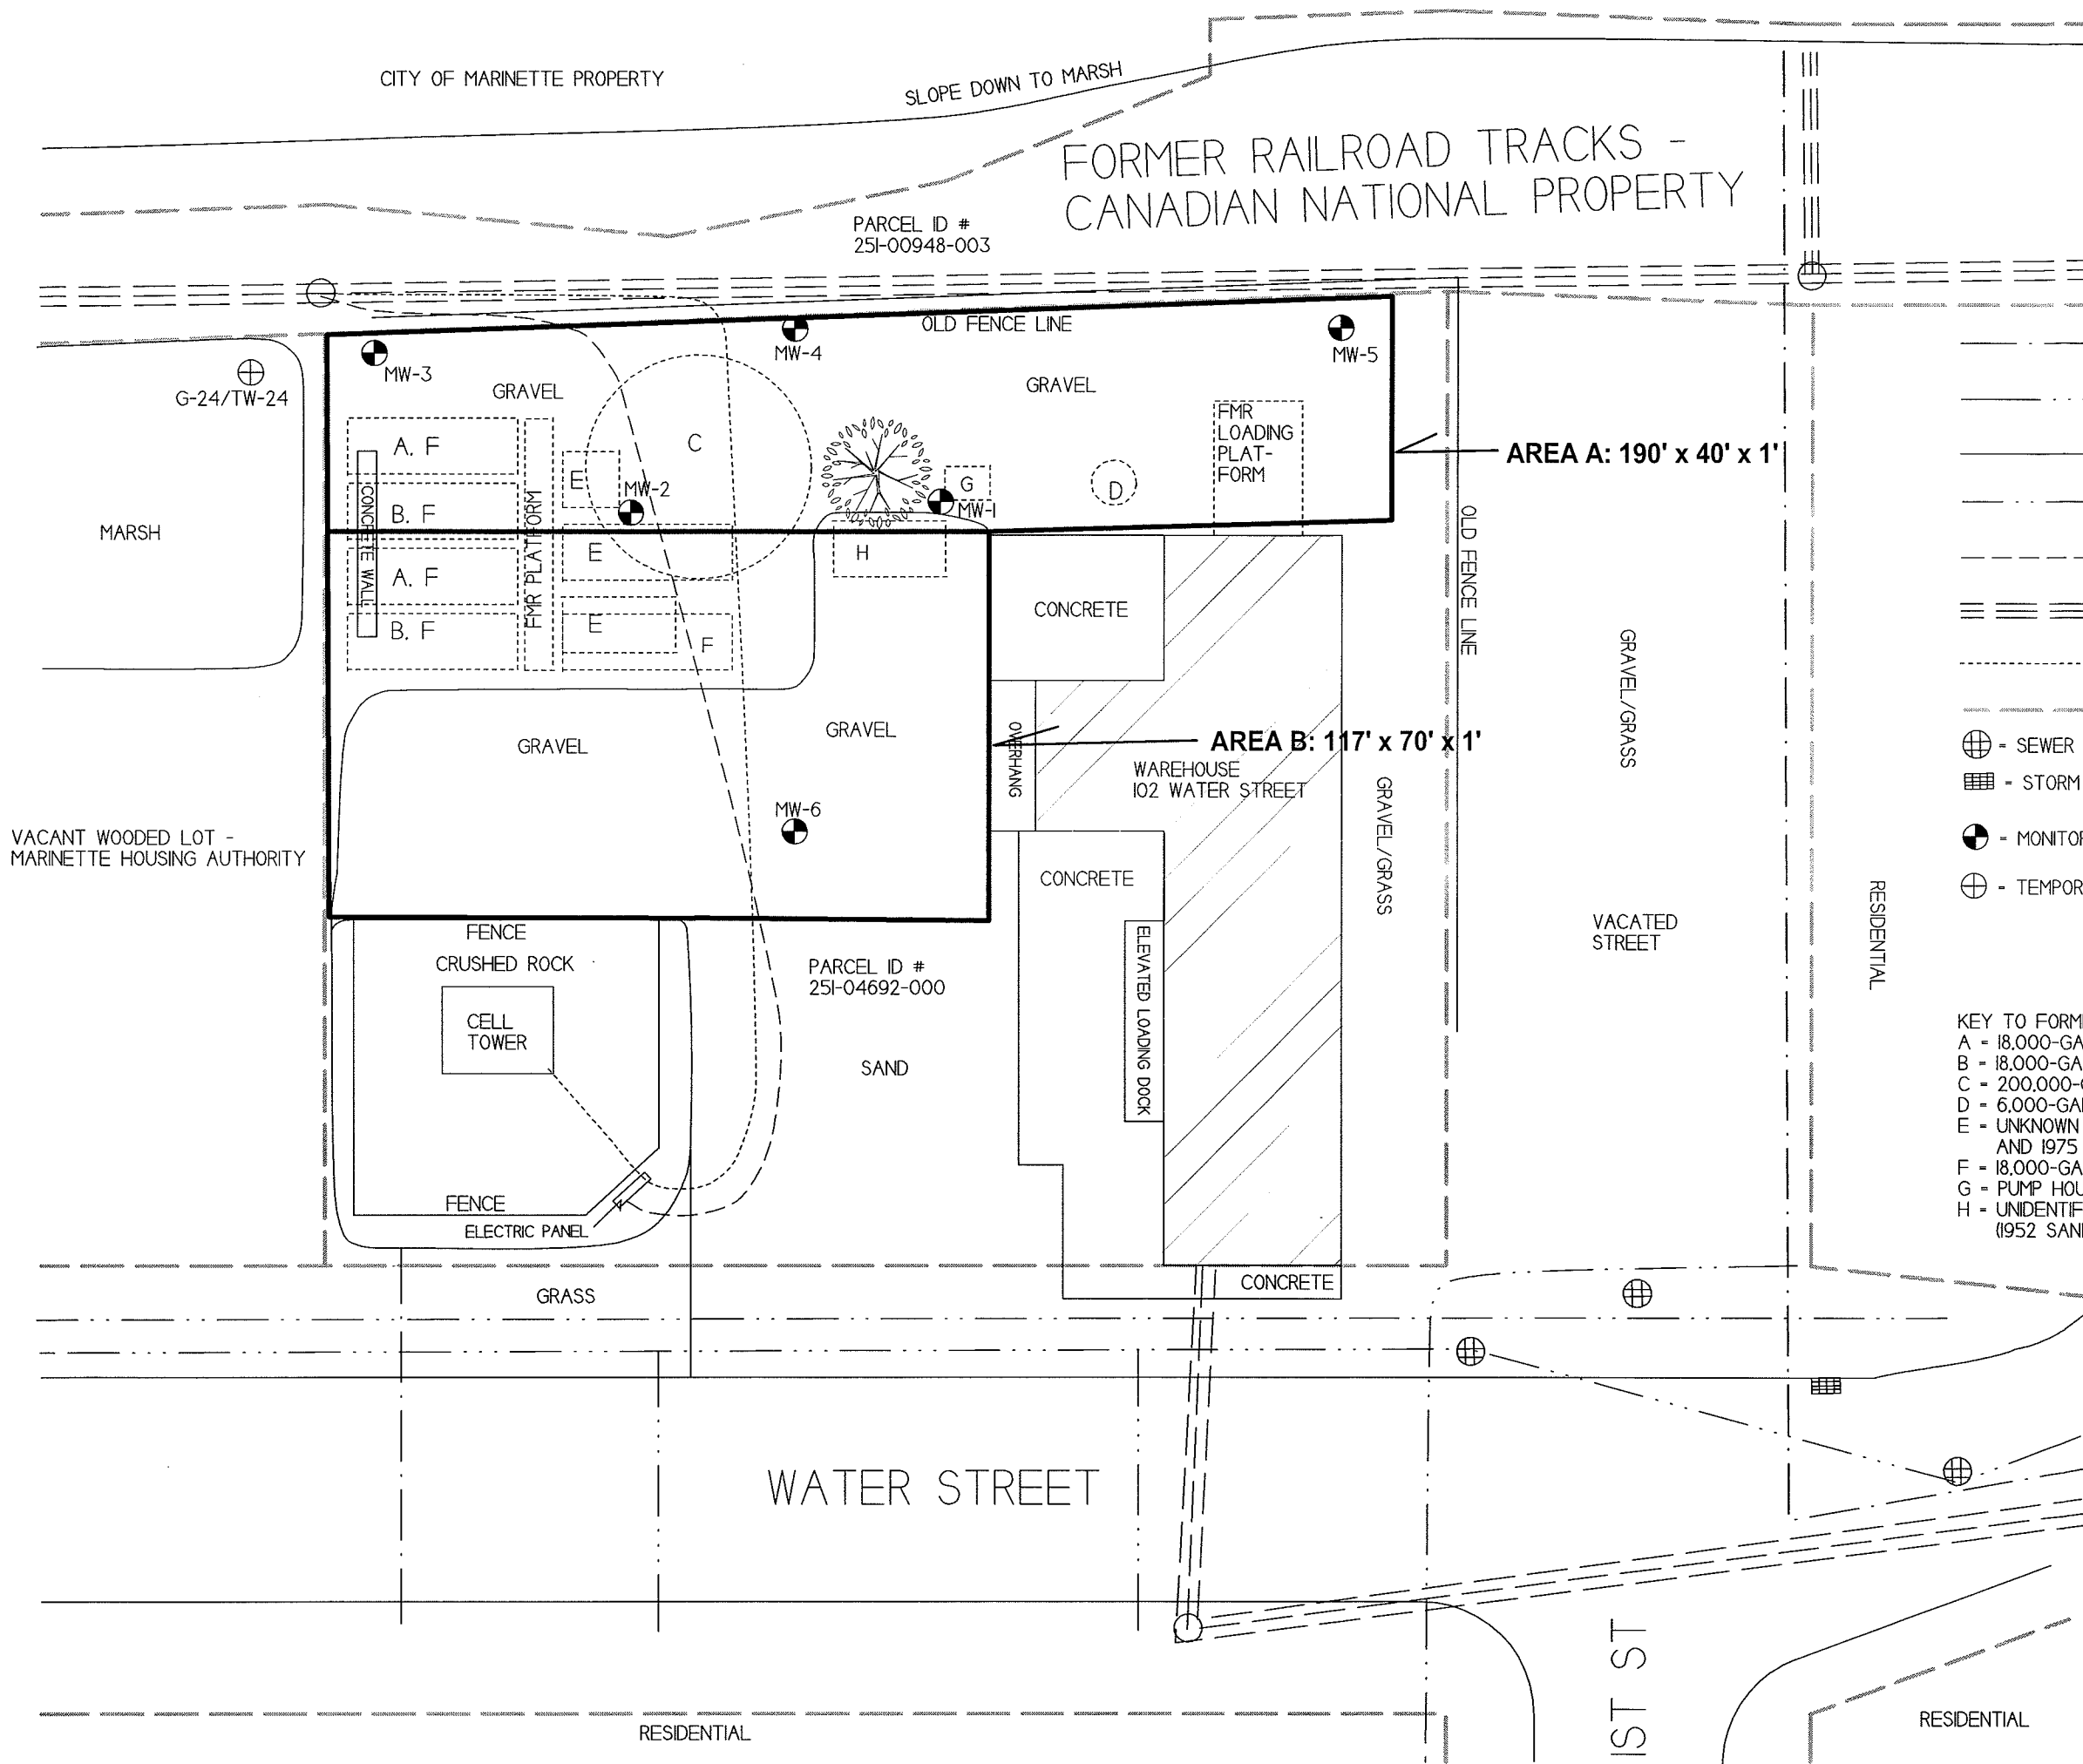 CITY OF MARINETTE PROPERTY
SLOPE DOWN TO MARSH
FORMER RAILROAD TRACKS -
CANADIAN NATIONAL PROPERTY
PARCEL ID #
251-00948-003
OLD FENCE LINE
MW-3
MW-4
MW-5
G-24/TW-24
GRAVEL
GRAVEL
A, F
C
E
MW-2
G
MW-1
D
FMR
LOADING
PLAT-
FORM
AREA A: 190' x 40' x 1'
B, F
CONCRETE WALL
FMR PLATFORM
MARSH
E
H
A, F
CONCRETE
OLD FENCE LINE
B, F
E
F
GRAVEL/GRASS
GRAVEL
GRAVEL
OVERHANG
AREA B: 117' x 70' x 1'
WAREHOUSE
102 WATER STREET
GRAVEL/GRASS
MW-6
VACANT WOODED LOT -
MARINETTE HOUSING AUTHORITY
CONCRETE
= SEWER
= STORM
= MONITOR
= TEMPOR
RESIDENTIAL
VACATED
STREET
FENCE
CRUSHED ROCK
PARCEL ID #
251-04692-000
ELEVATED LOADING DOCK
CELL
TOWER
SAND
KEY TO FORM
A = 18,000-GA
B = 18,000-GA
C = 200,000-
D = 6,000-GA
E = UNKNOWN
AND 1975
F = 18,000-GA
G = PUMP HOU
H = UNIDENTIF
(1952 SAN
FENCE
ELECTRIC PANEL
GRASS
CONCRETE
WATER STREET
1ST ST
RESIDENTIAL
RESIDENTIAL